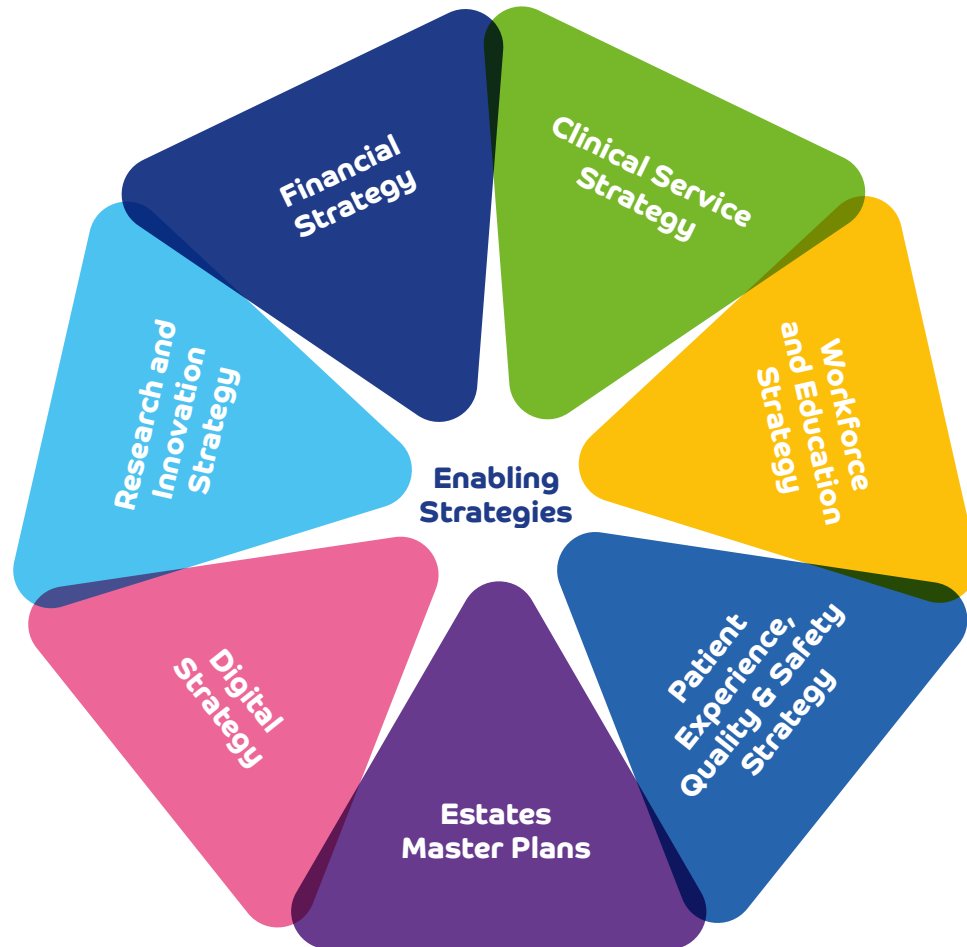 Financial
Strategy
Clinical Service
Strategy
Workforce
and Education
Strategy
Patient
Experience,
Quality & Safety
Strategy
Estates
Master Plans
Digital
Strategy
Research and
Innovation
Strategy
Enabling
Strategies